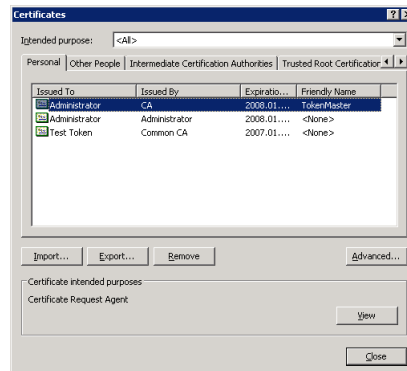 Certificates
Intended purpose: <All>
Personal Other People Intermediate Certification Authorities Trusted Root Certification
Issued To Issued By Expiratio... Friendly Name
Administrator CA 2008.01.... TokenMaster
Administrator Administrator 2008.01.... <None>
Test Token Common CA 2007.01.... <None>
Import... Export... Remove Advanced...
Certificate intended purposes
Certificate Request Agent
View
Close